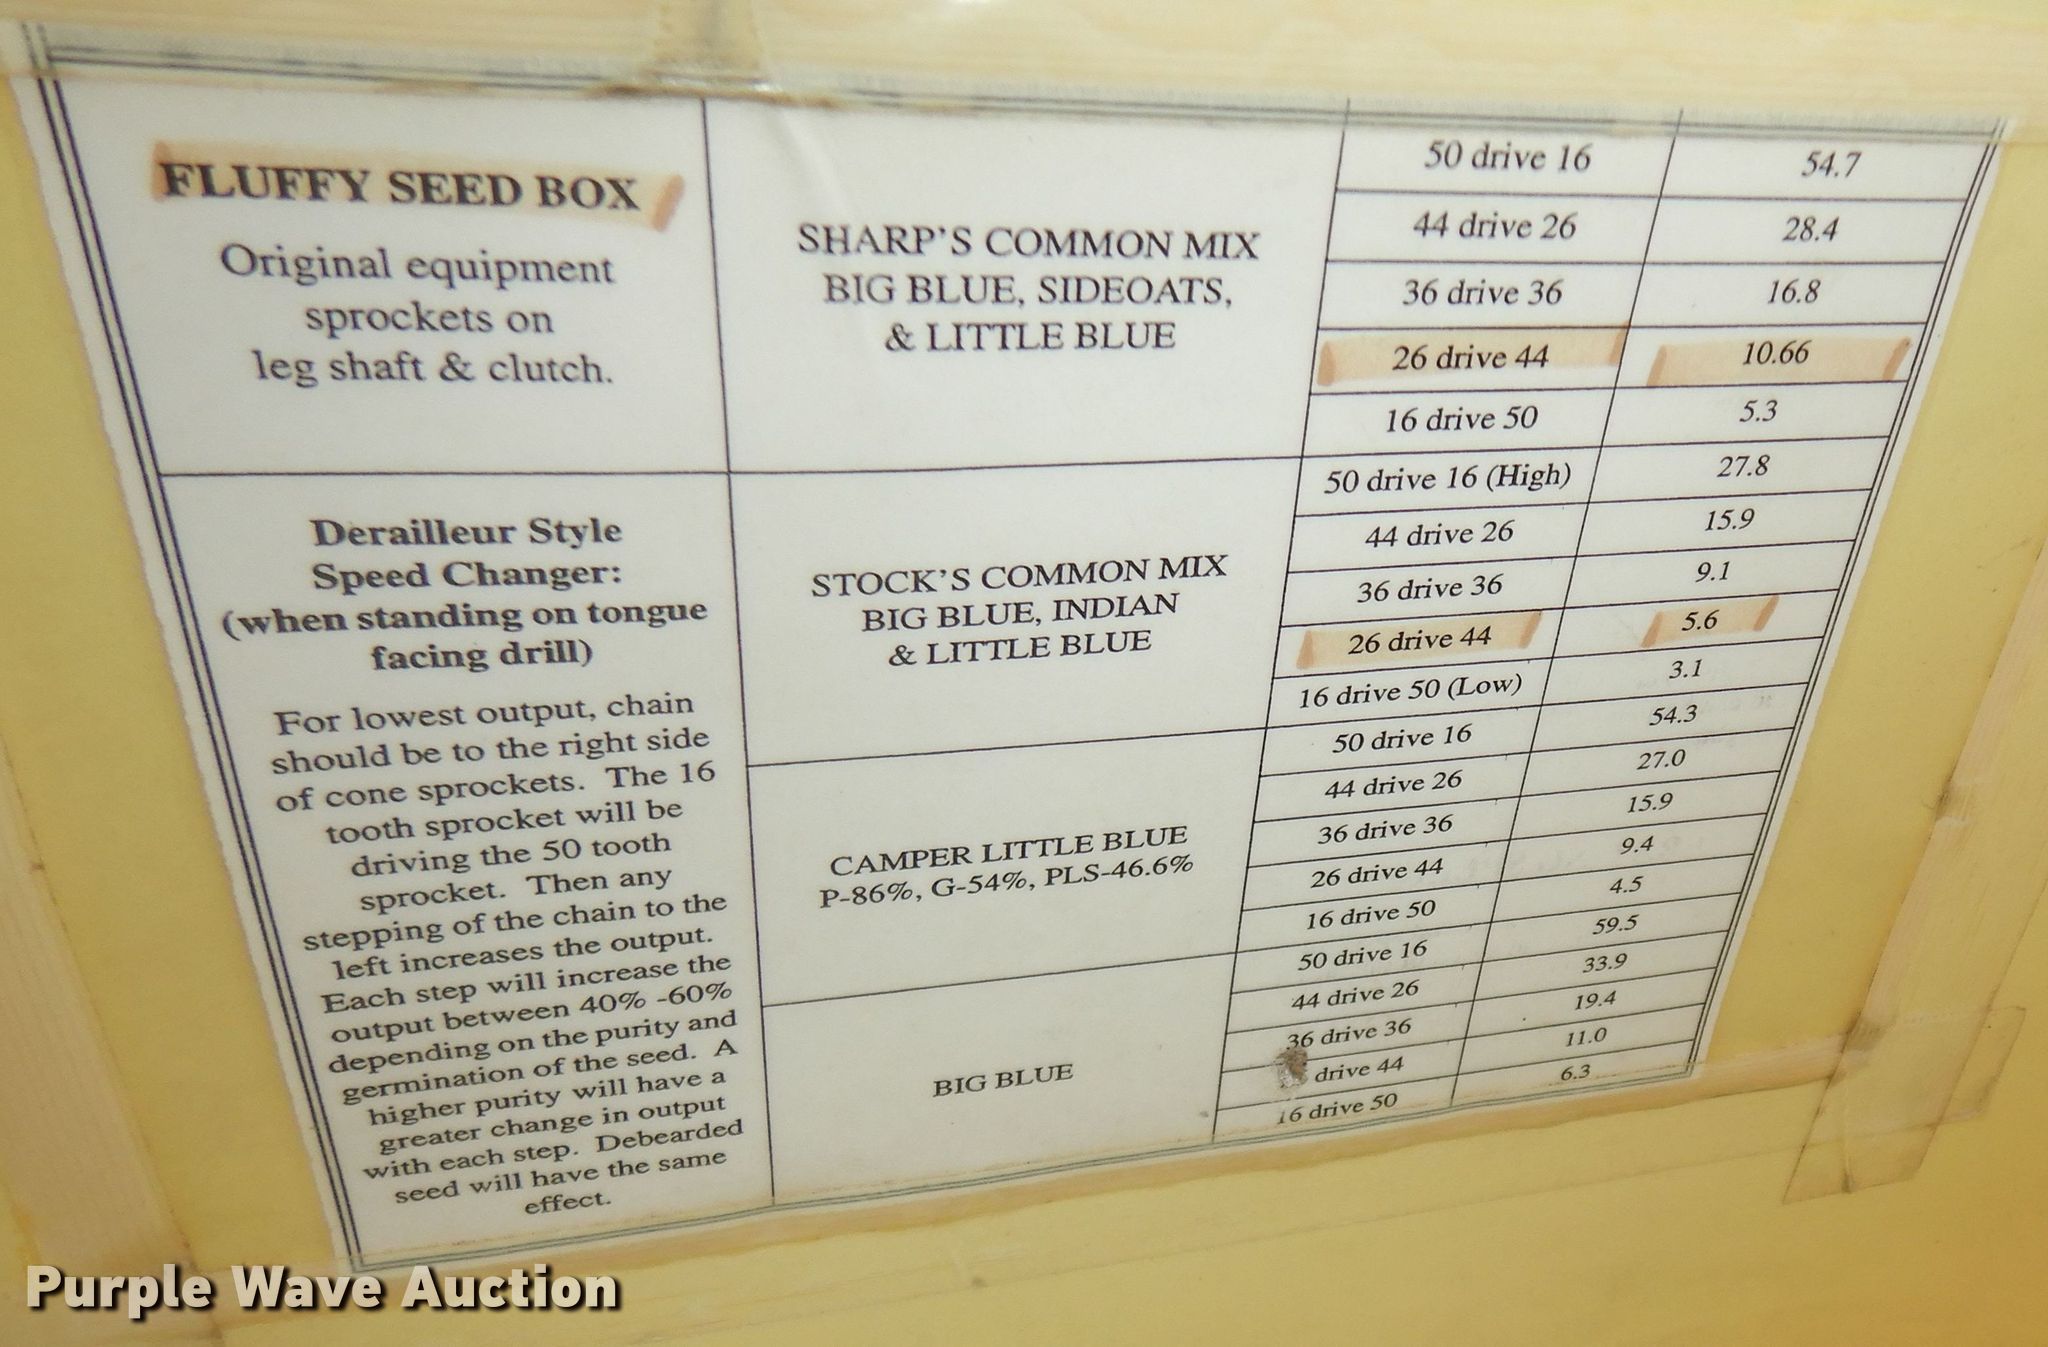 FLUFFY SEED BOX
Original equipment
sprockets on
leg shaft & clutch.
Derailleur Style
Speed Changer:
(when standing on tongue
facing drill)
For lowest output, chain
should be to the right side
of cone sprockets. The 16
tooth sprocket will be
driving the 50 tooth
sprocket. Then any
stepping of the chain to the
left increases the output.
Each step will increase the
output between 40% -60%
depending on the purity and
germination of the seed. A
higher purity will have a
greater change in output
with each step. Debearded
seed will have the same
effect.
SHARP'S COMMON MIX
BIG BLUE, SIDEOATS,
& LITTLE BLUE
50 drive 16 54.7
44 drive 26 28.4
36 drive 36 16.8
26 drive 44 10.66
16 drive 50 5.3
STOCK'S COMMON MIX
BIG BLUE, INDIAN
& LITTLE BLUE
50 drive 16 (High) 27.8
44 drive 26 15.9
36 drive 36 9.1
26 drive 44 5.6
16 drive 50 (Low) 3.1
CAMPER LITTLE BLUE
P-86%, G-54%, PLS-46.6%
50 drive 16 54.3
44 drive 26 27.0
36 drive 36 15.9
26 drive 44 9.4
16 drive 50 4.5
BIG BLUE
50 drive 16 59.5
44 drive 26 33.9
36 drive 36 19.4
drive 44 11.0
16 drive 50 6.3
Purple Wave Auction